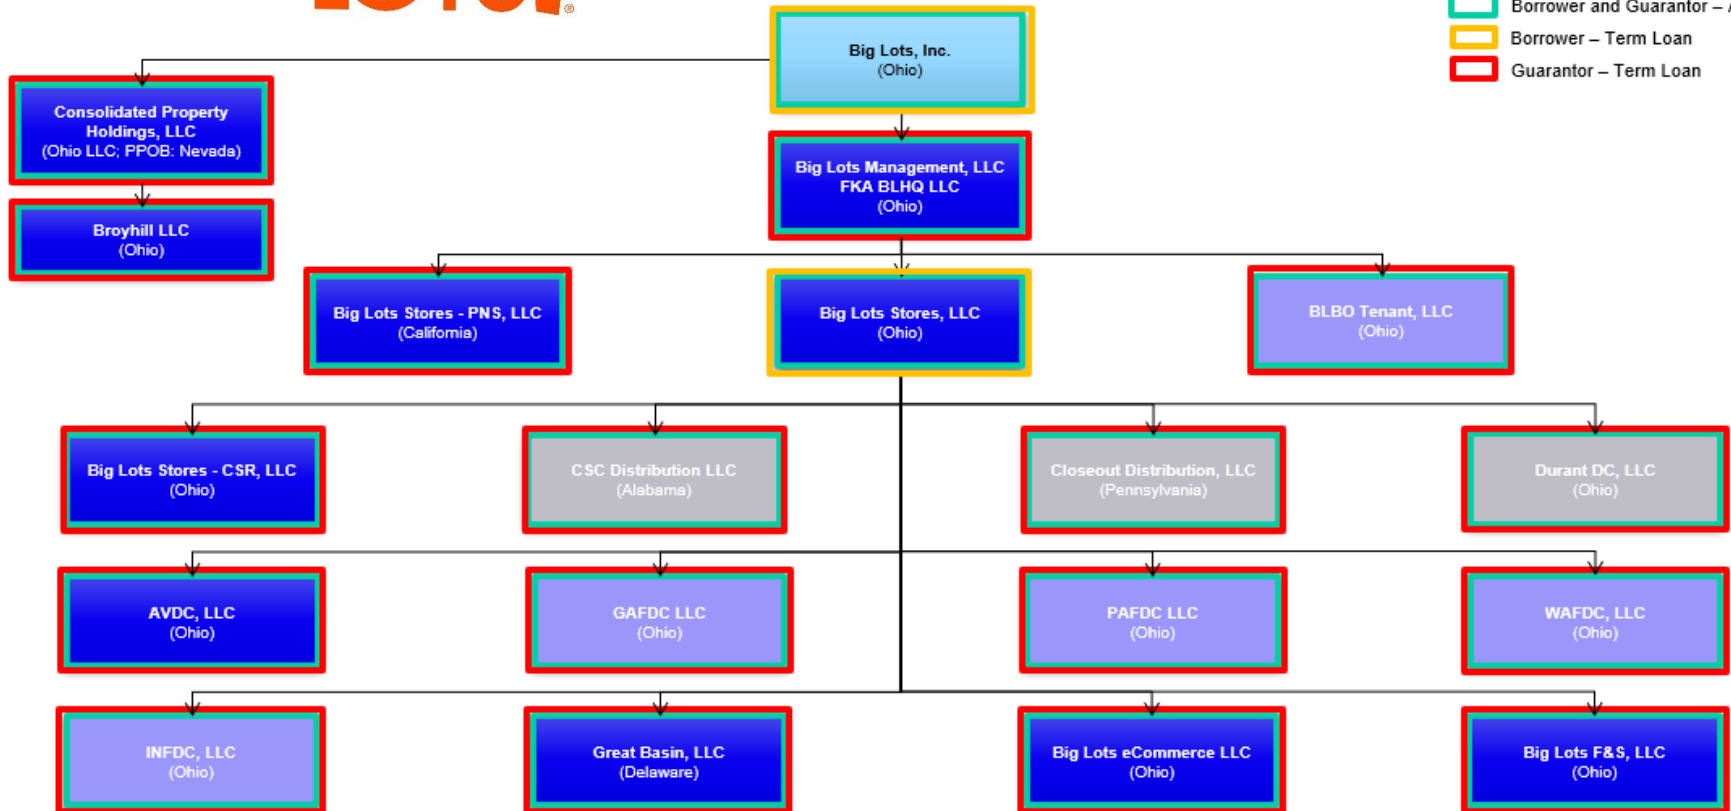 Borrower and Guarantor –
Borrower – Term Loan
Guarantor – Term Loan
Big Lots, Inc.
(Ohio)
Consolidated Property
Holdings, LLC
(Ohio LLC; PPOB: Nevada)
Big Lots Management, LLC
FKA BLHQ LLC
(Ohio)
Broyhill LLC
(Ohio)
Big Lots Stores - PNS, LLC
(California)
Big Lots Stores, LLC
(Ohio)
BLBO Tenant, LLC
(Ohio)
Big Lots Stores - CSR, LLC
(Ohio)
CSC Distribution LLC
(Alabama)
Closeout Distribution, LLC
(Pennsylvania)
Durant DC, LLC
(Ohio)
AVDC, LLC
(Ohio)
GAFDC LLC
(Ohio)
PAFDC LLC
(Ohio)
WAFDC, LLC
(Ohio)
INFDC, LLC
(Ohio)
Great Basin, LLC
(Delaware)
Big Lots eCommerce LLC
(Ohio)
Big Lots F&S, LLC
(Ohio)